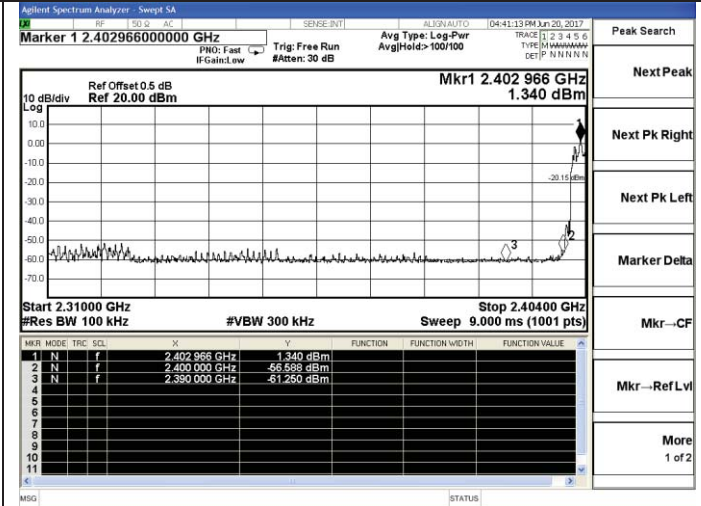 Agilent Spectrum Analyzer - Swept SA
RF 50 Ω AC SENSE:INT ALIGN AUTO 04:41:13 PM Jun 20, 2017
Marker 1 2.402966000000 GHz
PNO: Fast
IFGain:Low
Trig: Free Run
#Atten: 30 dB
Avg Type: Log-Pwr
Avg|Hold:>100/100
TRACE 1 2 3 4 5 6
TYPE M
DET P N N N N N
Peak Search
Ref Offset 0.5 dB
Ref 20.00 dBm
10 dB/div
Log
Mkr1 2.402 966 GHz
1.340 dBm
Next Peak
Next Pk Right
Next Pk Left
Marker Delta
Mkr→CF
Mkr→Ref Lvl
More
1 of 2
10.0
0.00
-10.0
-20.0
-30.0
-40.0
-50.0
-60.0
-70.0
1
-20.15 dBm
2
3
Start 2.31000 GHz Stop 2.40400 GHz
#Res BW 100 kHz #VBW 300 kHz Sweep 9.000 ms (1001 pts)
MKR MODE TRC SCL X Y FUNCTION FUNCTION WIDTH FUNCTION VALUE
1 N f 2.402 966 GHz 1.340 dBm
2 N f 2.400 000 GHz -56.588 dBm
3 N f 2.390 000 GHz -61.250 dBm
4
5
6
7
8
9
10
11
MSG STATUS